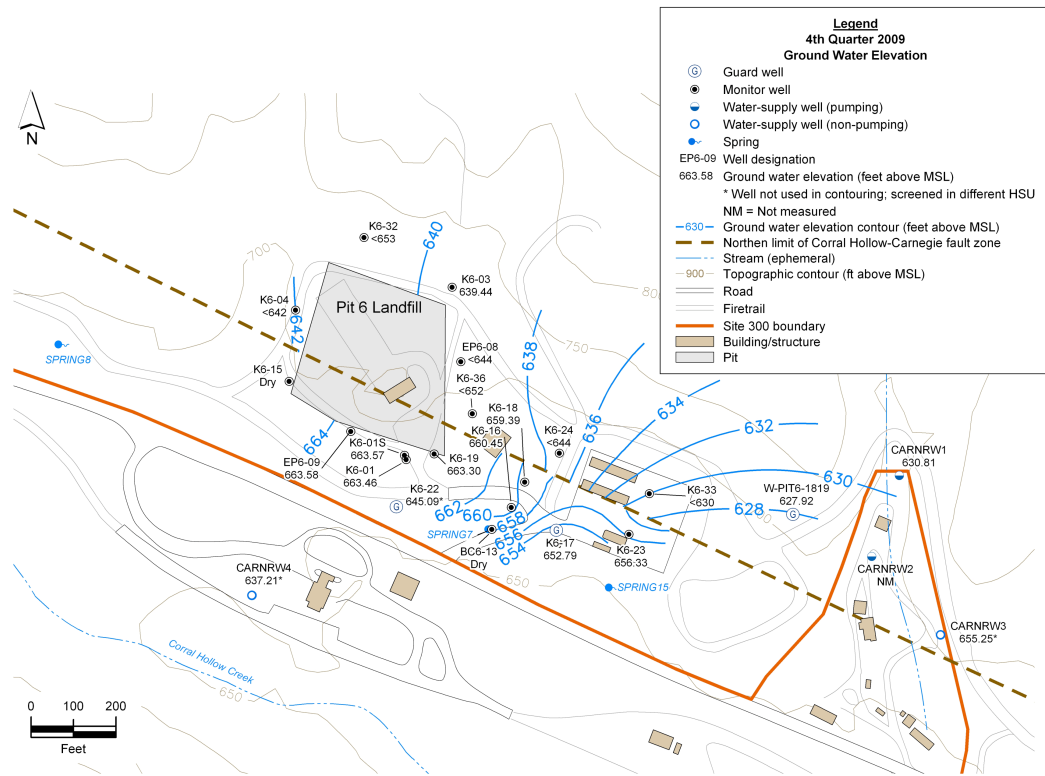 Legend
4th Quarter 2009
Ground Water Elevation
G Guard well
Monitor well
Water-supply well (pumping)
Water-supply well (non-pumping)
Spring
EP6-09 Well designation
663.58 Ground water elevation (feet above MSL)
* Well not used in contouring; screened in different HSU
NM = Not measured
630 Ground water elevation contour (feet above MSL)
Northen limit of Corral Hollow-Carnegie fault zone
Stream (ephemeral)
900 Topographic contour (ft above MSL)
Road
Firetrail
Site 300 boundary
Building/structure
Pit
N
K6-32
<653
640
700
K6-03
639.44
800
K6-04
<642
642
Pit 6 Landfill
SPRING8
K6-15
Dry
EP6-08
<644
638
750
K6-36
<652
K6-18
659.39
636
634
632
K6-16
660.45
K6-24
<644
664
K6-01S
663.57
EP6-09
663.58
K6-01
663.46
K6-19
663.30
CARNRW1
630.81
630
K6-33
<630
W-PIT6-1819
627.92
K6-22
645.09*
G
662
660
658
656
654
628
G
SPRING7
G
K6-17
652.79
K6-23
656.33
BC6-13
Dry
650
SPRING15
CARNRW2
NM
CARNRW4
637.21*
CARNRW3
655.25*
Corral Hollow Creek
650
0 100 200
Feet